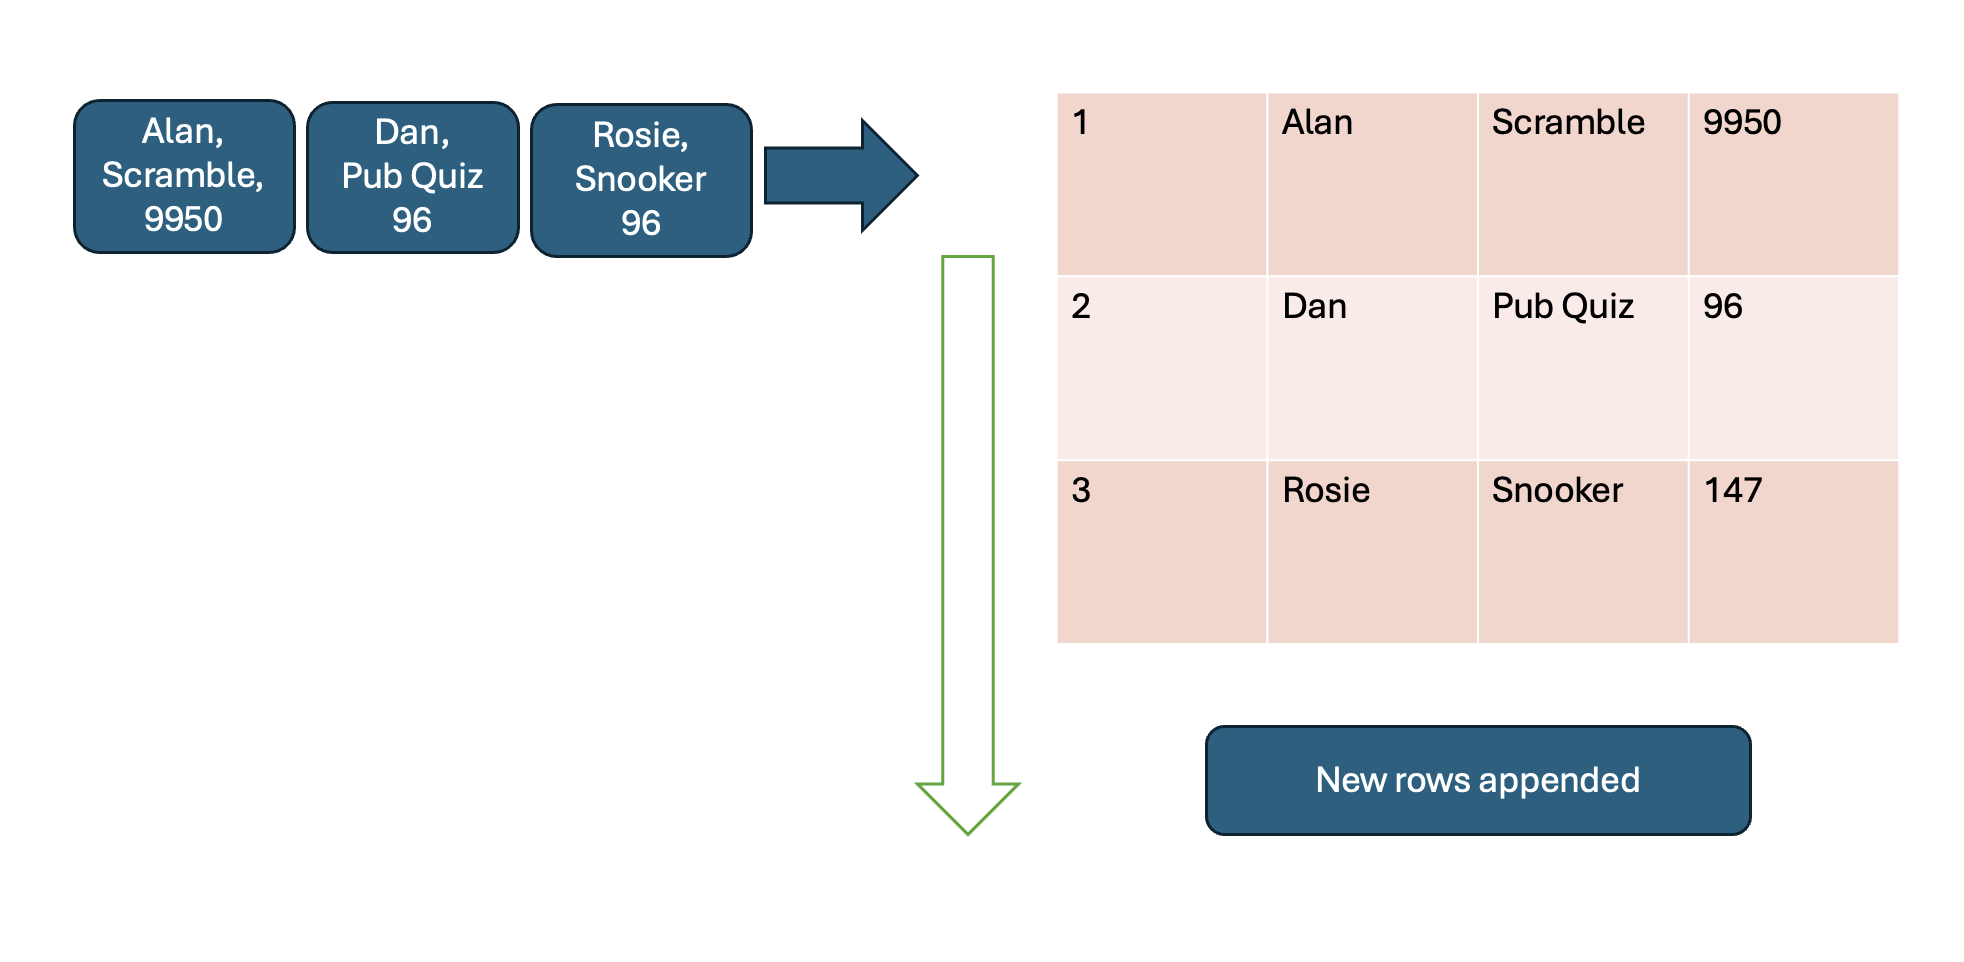 Alan,
Scramble,
9950
Dan,
Pub Quiz
96
Rosie,
Snooker
96
1 Alan Scramble 9950
2 Dan Pub Quiz 96
3 Rosie Snooker 147
New rows appended